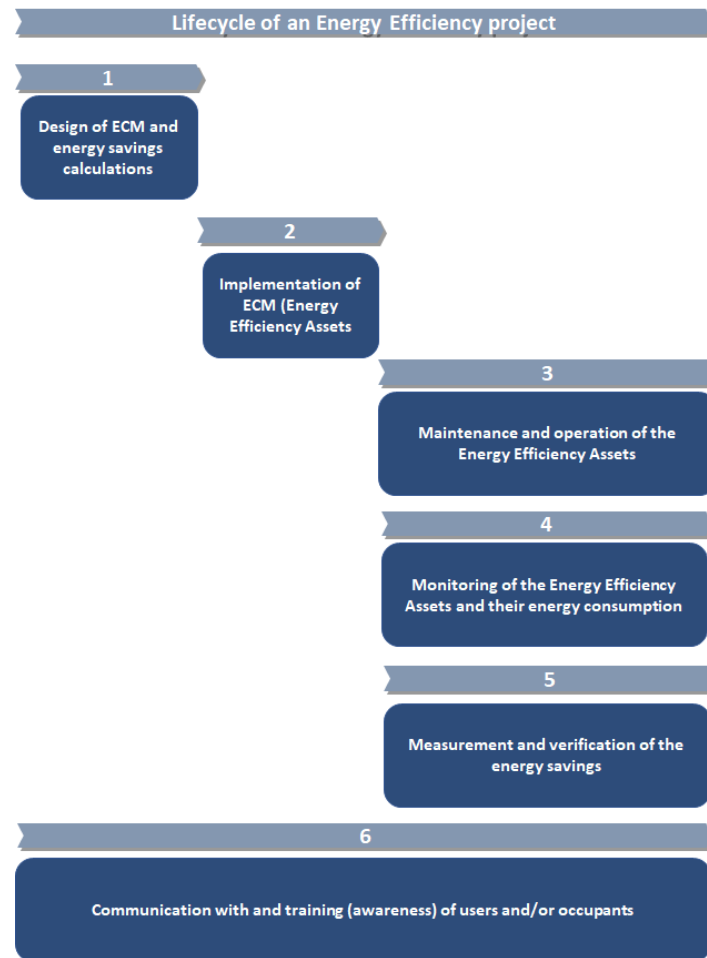 Lifecycle of an Energy Efficiency project
1
Design of ECM and
energy savings
calculations
2
Implementation of
ECM (Energy
Efficiency Assets
3
Maintenance and operation of the
Energy Efficiency Assets
4
Monitoring of the Energy Efficiency
Assets and their energy consumption
5
Measurement and verification of the
energy savings
6
Communication with and training (awareness) of users and/or occupants